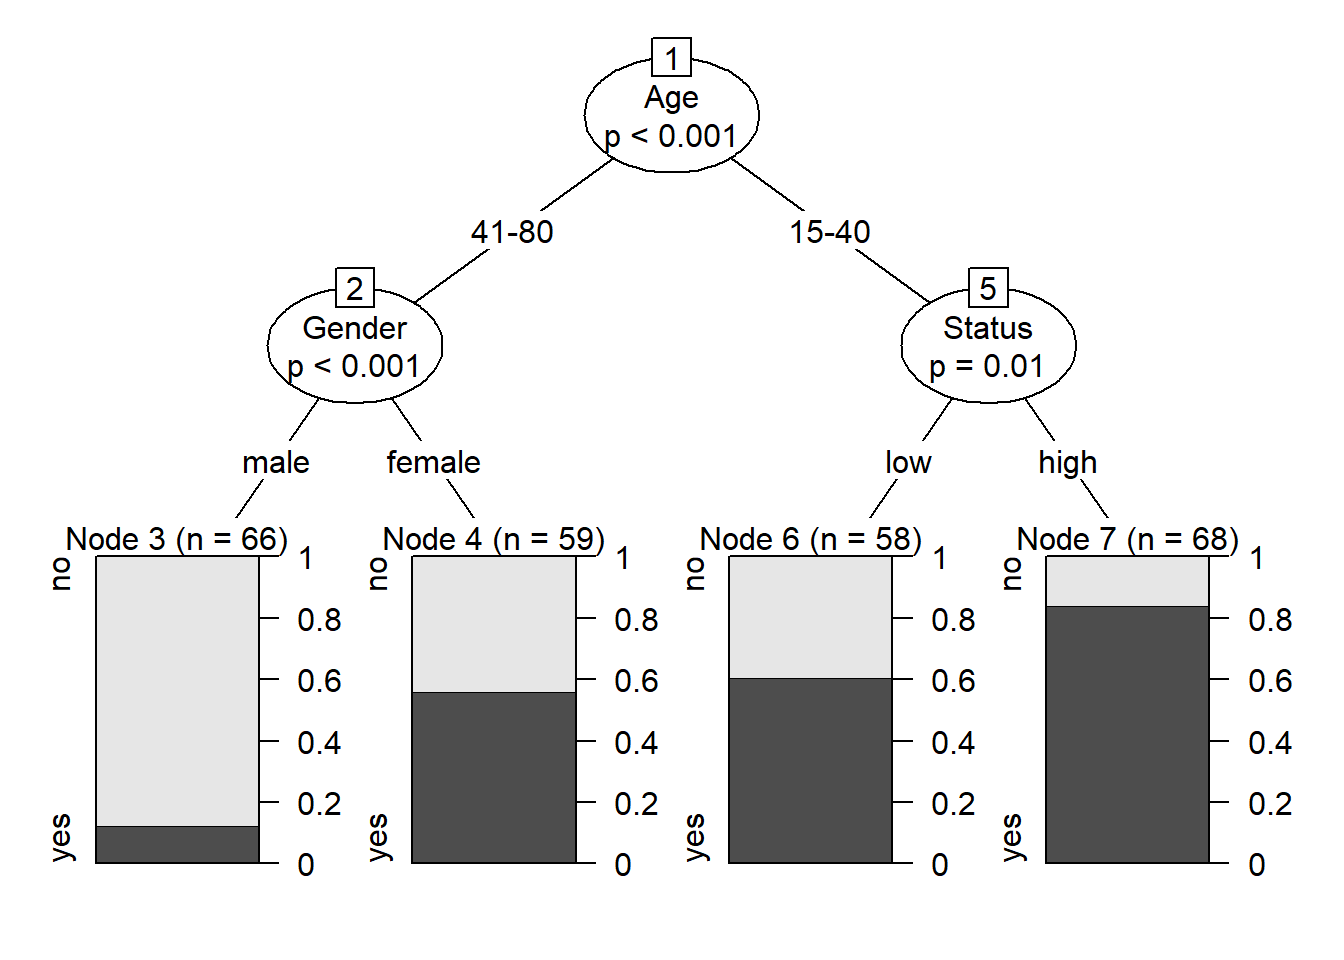 1
Age
p < 0.001
41-80
15-40
2
Gender
p < 0.001
5
Status
p = 0.01
male
female
low
high
Node 3 (n = 66)
no
yes
1
0.8
0.6
0.4
0.2
0
Node 4 (n = 59)
no
yes
1
0.8
0.6
0.4
0.2
0
Node 6 (n = 58)
no
yes
1
0.8
0.6
0.4
0.2
0
Node 7 (n = 68)
no
yes
1
0.8
0.6
0.4
0.2
0